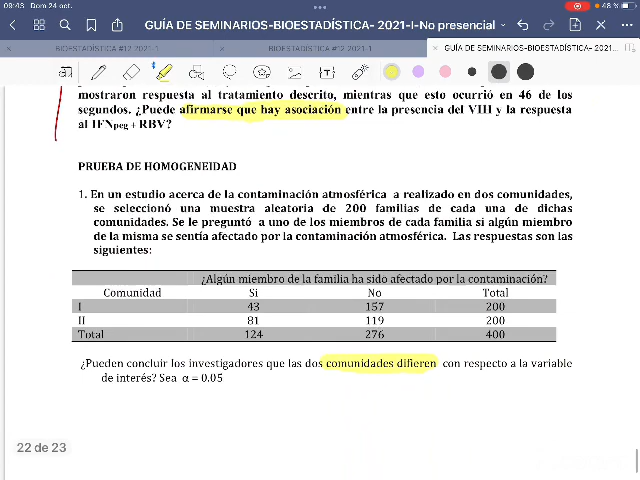 09:43 Dom 24 oct.
48 %
GUÍA DE SEMINARIOS-BIOESTADÍSTICA- 2021-I-No presencial
BIOESTADÍSTICA #12 2021-1
BIOESTADÍSTICA #12 2021-1
GUÍA DE SEMINARIOS-BIOESTADÍSTICA- 2021...
mostraron respuesta al tratamiento descrito, mientras que esto ocurrió en 46 de los
segundos. ¿Puede afirmarse que hay asociación entre la presencia del VIH y la respuesta
al IFNpeg + RBV?
PRUEBA DE HOMOGENEIDAD
1. En un estudio acerca de la contaminación atmosférica a realizado en dos comunidades,
se seleccionó una muestra aleatoria de 200 familias de cada una de dichas
comunidades. Se le preguntó a uno de los miembros de cada familia si algún miembro
de la misma se sentía afectado por la contaminación atmosférica. Las respuestas son las
siguientes:
¿Algún miembro de la familia ha sido afectado por la contaminación?
Comunidad Si No Total
I 43 157 200
II 81 119 200
Total 124 276 400
¿Pueden concluir los investigadores que las dos comunidades difieren con respecto a la variable
de interés? Sea α = 0.05
22 de 23